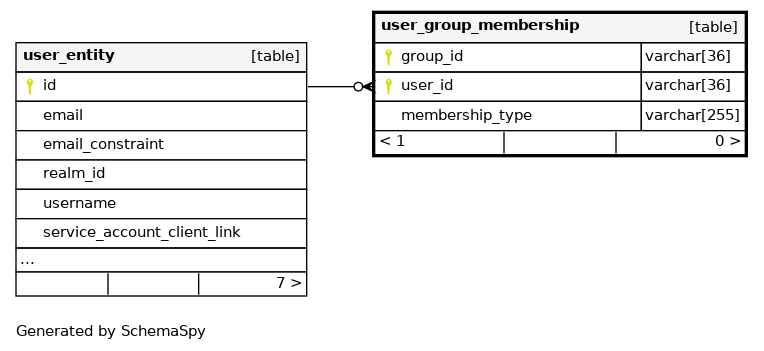 user_entity [table]
id
email
email_constraint
realm_id
username
service_account_client_link
...
7 >
user_group_membership [table]
group_id varchar[36]
user_id varchar[36]
membership_type varchar[255]
< 1 0 >
Generated by SchemaSpy